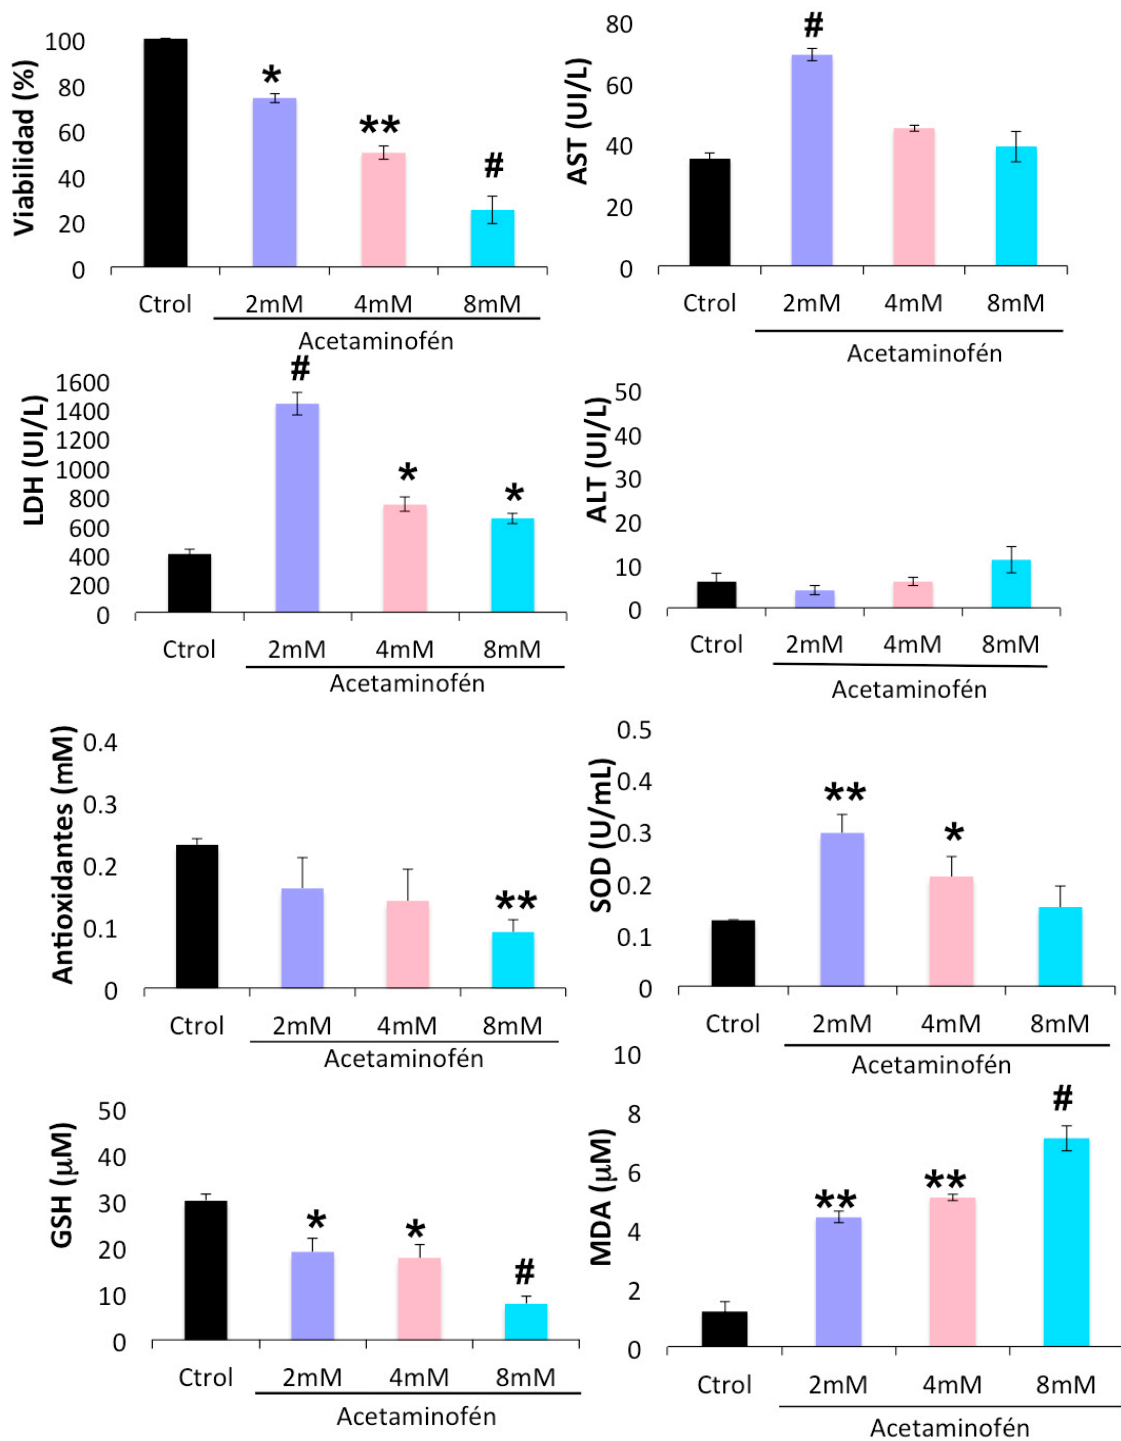 Viabilidad (%)
100
80
60
40
20
0
*
**
#
Ctrol 2mM 4mM 8mM
Acetaminofén
AST (UI/L)
80
60
40
20
0
#
Ctrol 2mM 4mM 8mM
Acetaminofén
LDH (UI/L)
1600
1400
1200
1000
800
600
400
200
0
#
*
*
Ctrol 2mM 4mM 8mM
Acetaminofén
ALT (UI/L)
50
40
30
20
10
0
Ctrol 2mM 4mM 8mM
Acetaminofén
Antioxidantes (mM)
0.4
0.3
0.2
0.1
0
**
Ctrol 2mM 4mM 8mM
Acetaminofén
SOD (U/mL)
0.5
0.4
0.3
0.2
0.1
0
**
*
Ctrol 2mM 4mM 8mM
Acetaminofén
GSH (µM)
50
40
30
20
10
0
*
*
#
Ctrol 2mM 4mM 8mM
Acetaminofén
MDA (µM)
10
8
6
4
2
0
**
**
#
Ctrol 2mM 4mM 8mM
Acetaminofén